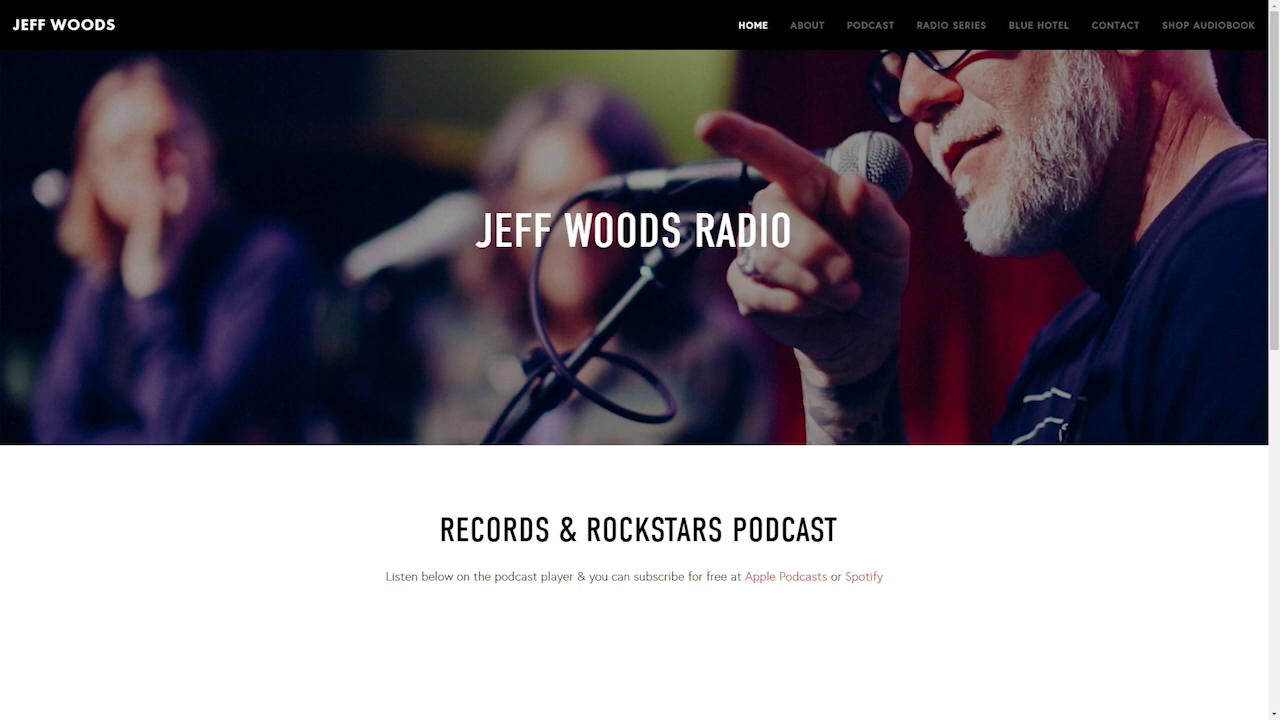 JEFF WOODS
HOME ABOUT PODCAST RADIO SERIES BLUE HOTEL CONTACT SHOP AUDIOBOOK
JEFF WOODS RADIO
RECORDS & ROCKSTARS PODCAST
Listen below on the podcast player & you can subscribe for free at Apple Podcasts or Spotify